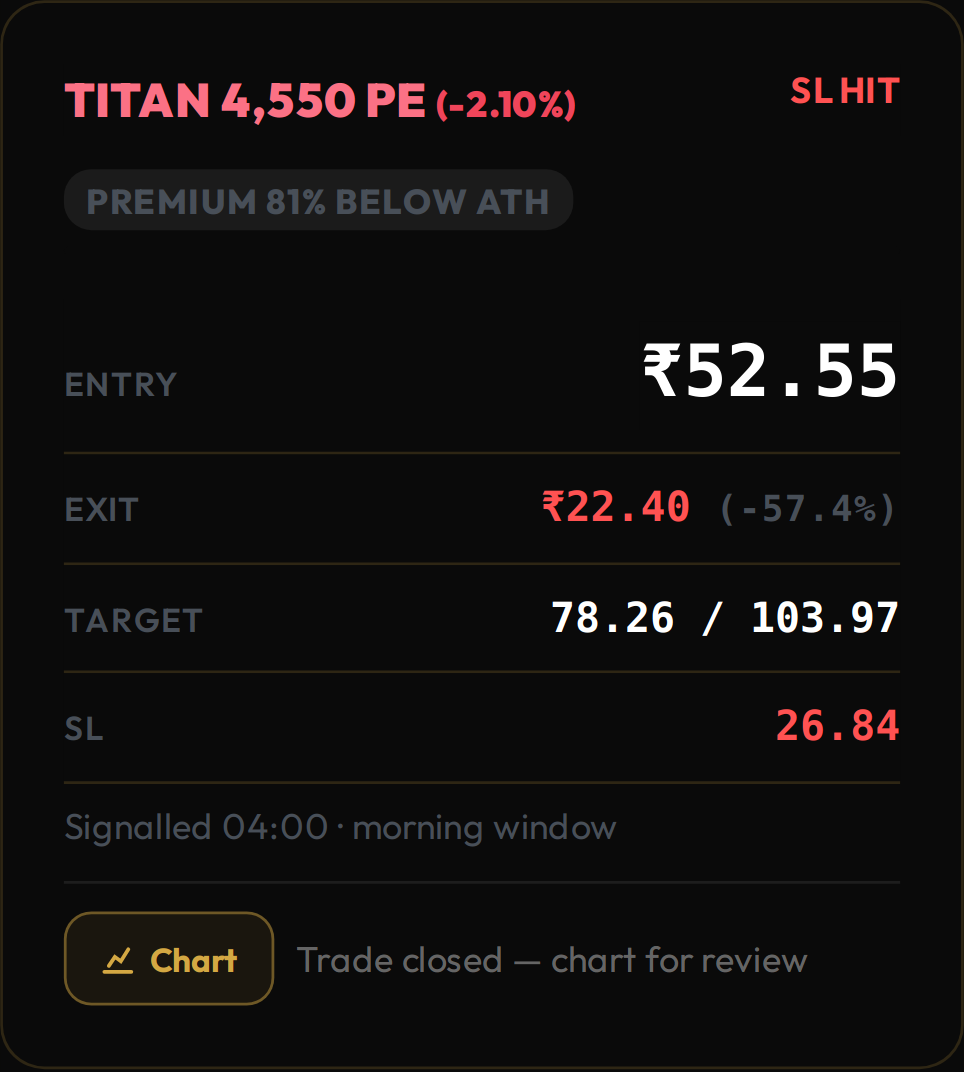 TITAN 4,550 PE (-2.10%)
SL HIT
PREMIUM 81% BELOW ATH
ENTRY ₹52.55
EXIT ₹22.40 (-57.4%)
TARGET 78.26 / 103.97
SL 26.84
Signalled 04:00 · morning window
Chart Trade closed — chart for review